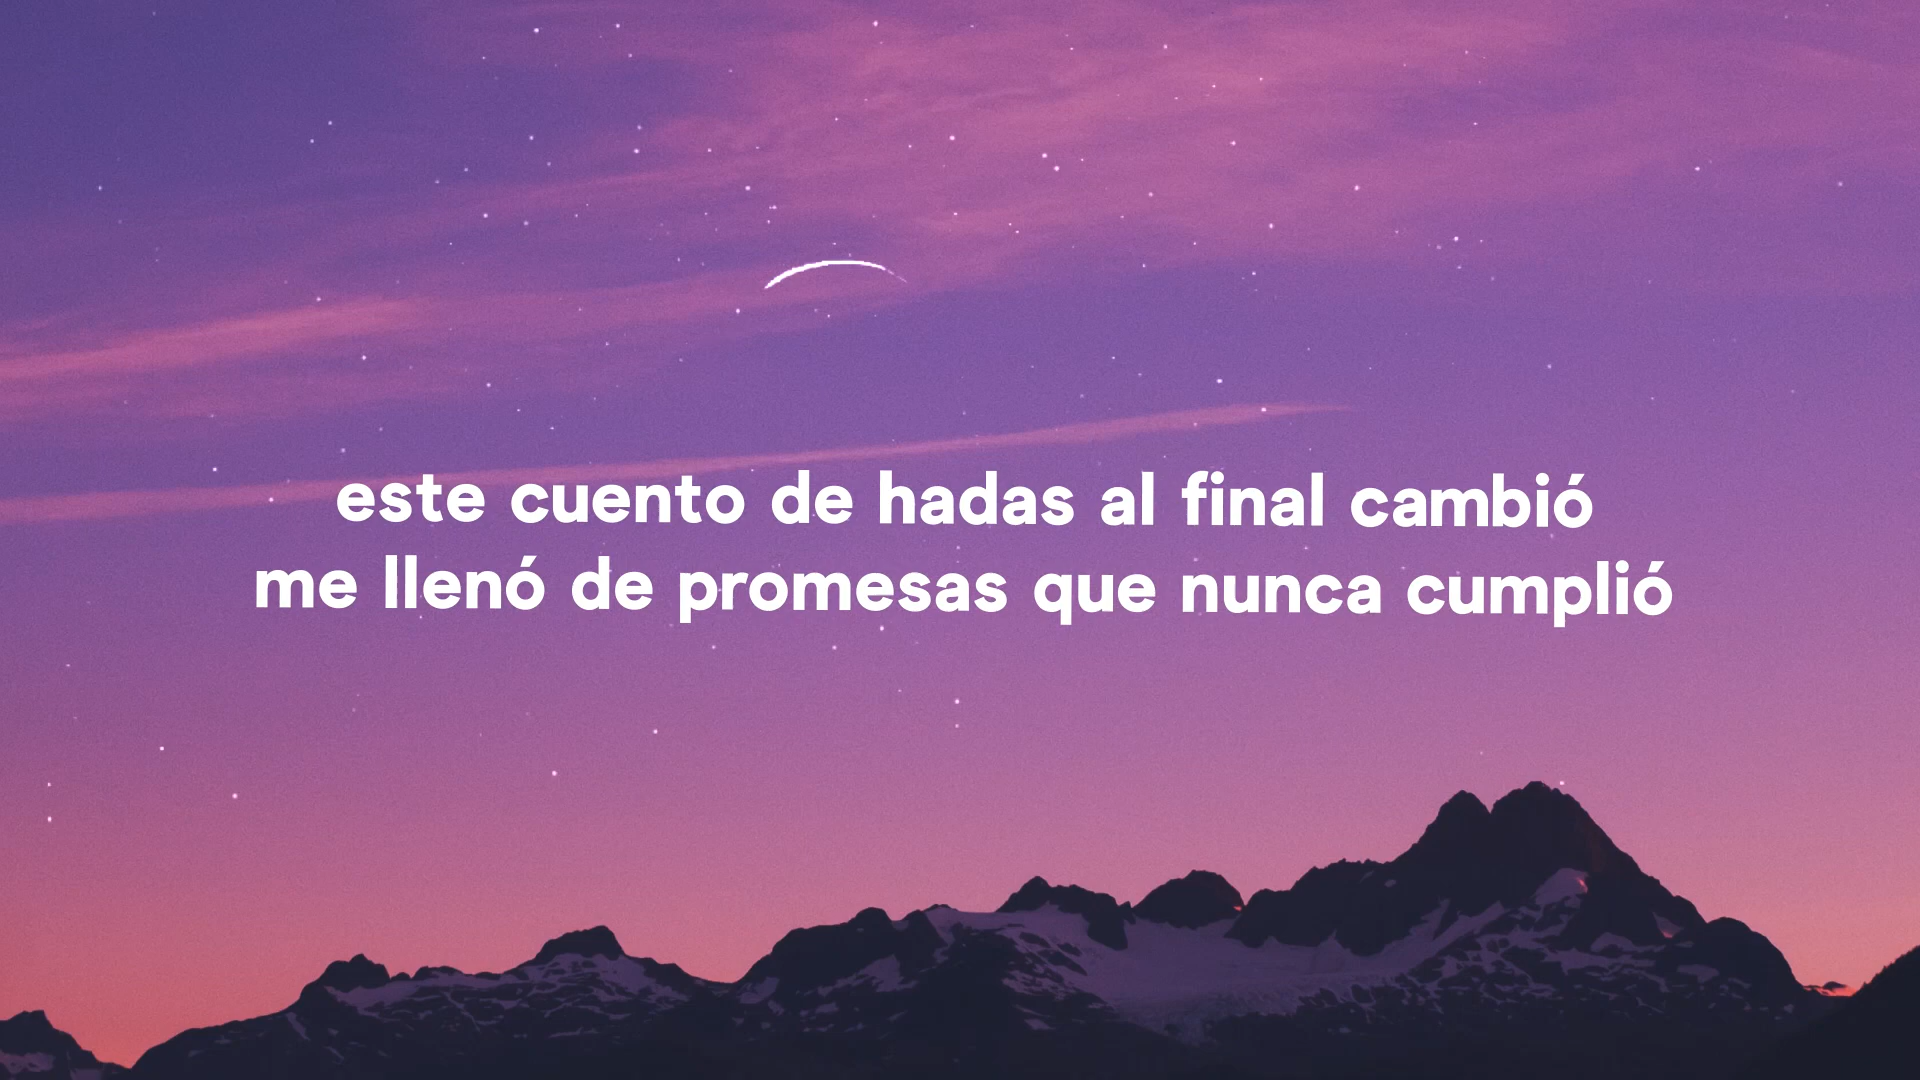 este cuento de hadas al final cambió
me llenó de promesas que nunca cumplió